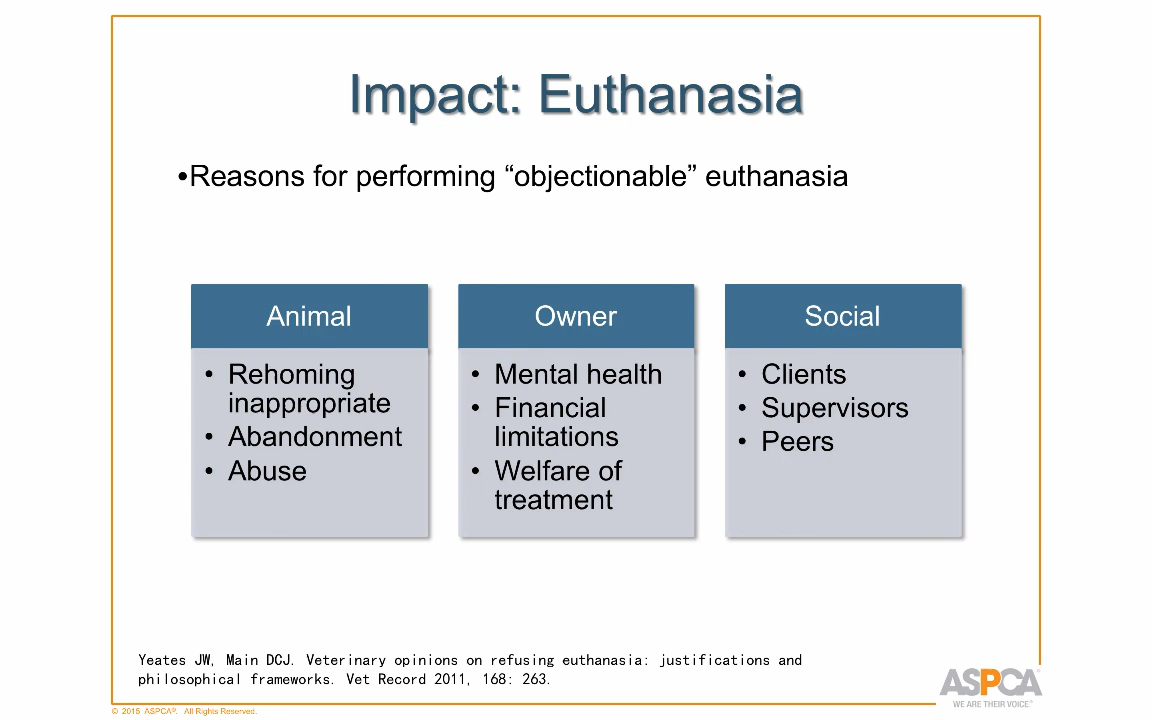 Impact: Euthanasia
•Reasons for performing “objectionable” euthanasia
Animal
• Rehoming
inappropriate
• Abandonment
• Abuse
Owner
• Mental health
• Financial
limitations
• Welfare of
treatment
Social
• Clients
• Supervisors
• Peers
Yeates JW, Main DCJ. Veterinary opinions on refusing euthanasia: justifications and
philosophical frameworks. Vet Record 2011, 168: 263.
ASPCA®
WE ARE THEIR VOICE.®
© 2015 ASPCA®. All Rights Reserved.